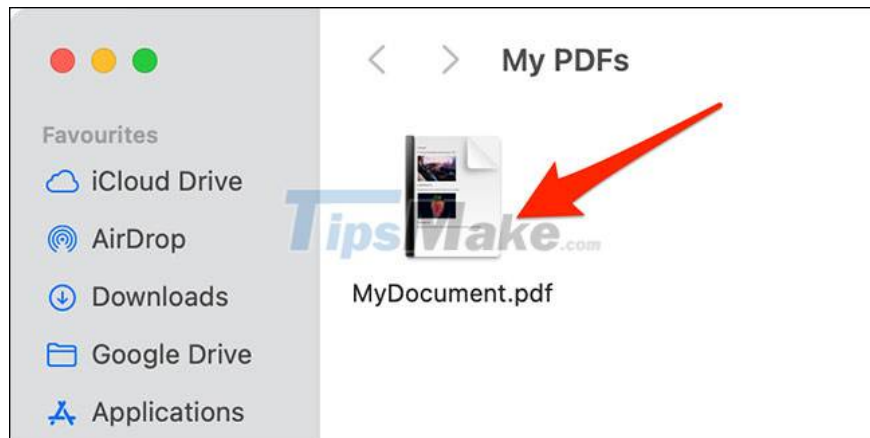 My PDFs
Favourites
iCloud Drive
AirDrop
Downloads
Google Drive
Applications
MyDocument.pdf
TipsMake.com